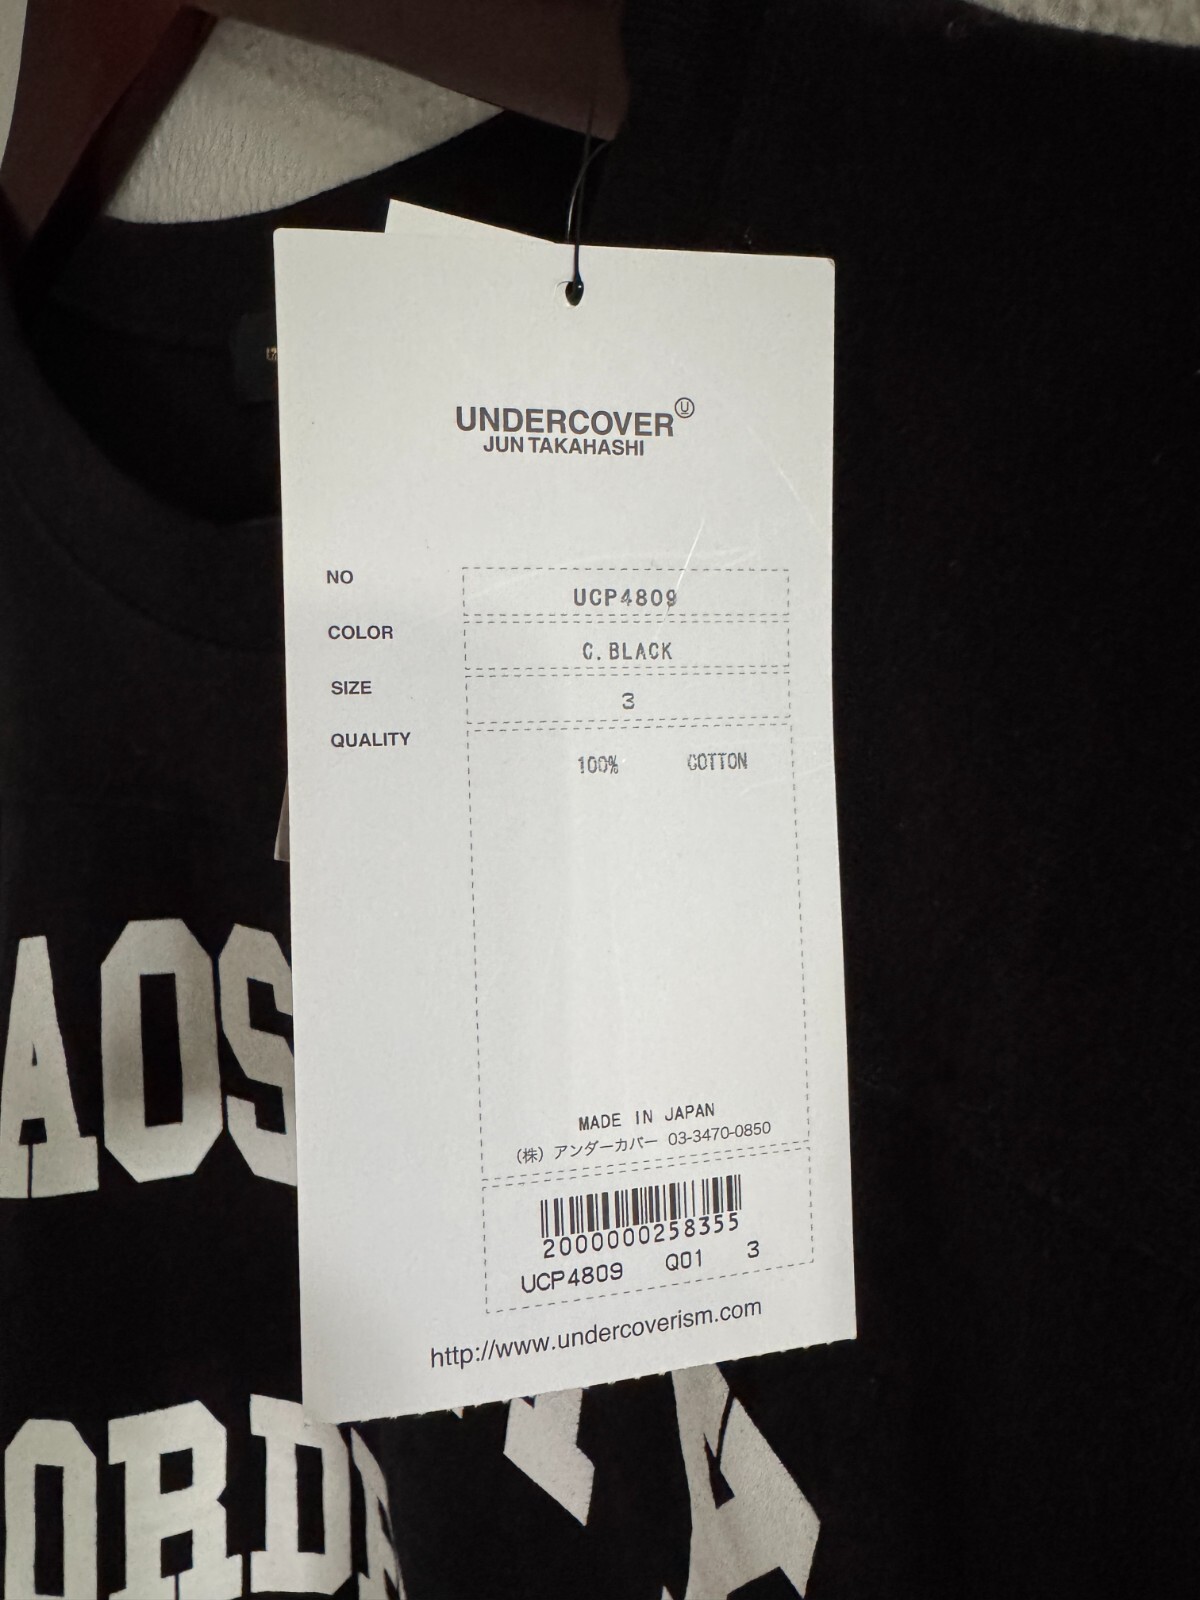 UNDERCOVER Ⓤ
JUN TAKAHASHI
NO UCP4809
COLOR C. BLACK
SIZE 3
QUALITY 100% COTTON
MADE IN JAPAN
(株) アンダーカバー 03-3470-0850
2000000258355
UCP4809 Q01 3
http://www.undercoverism.com
AOS
ORD